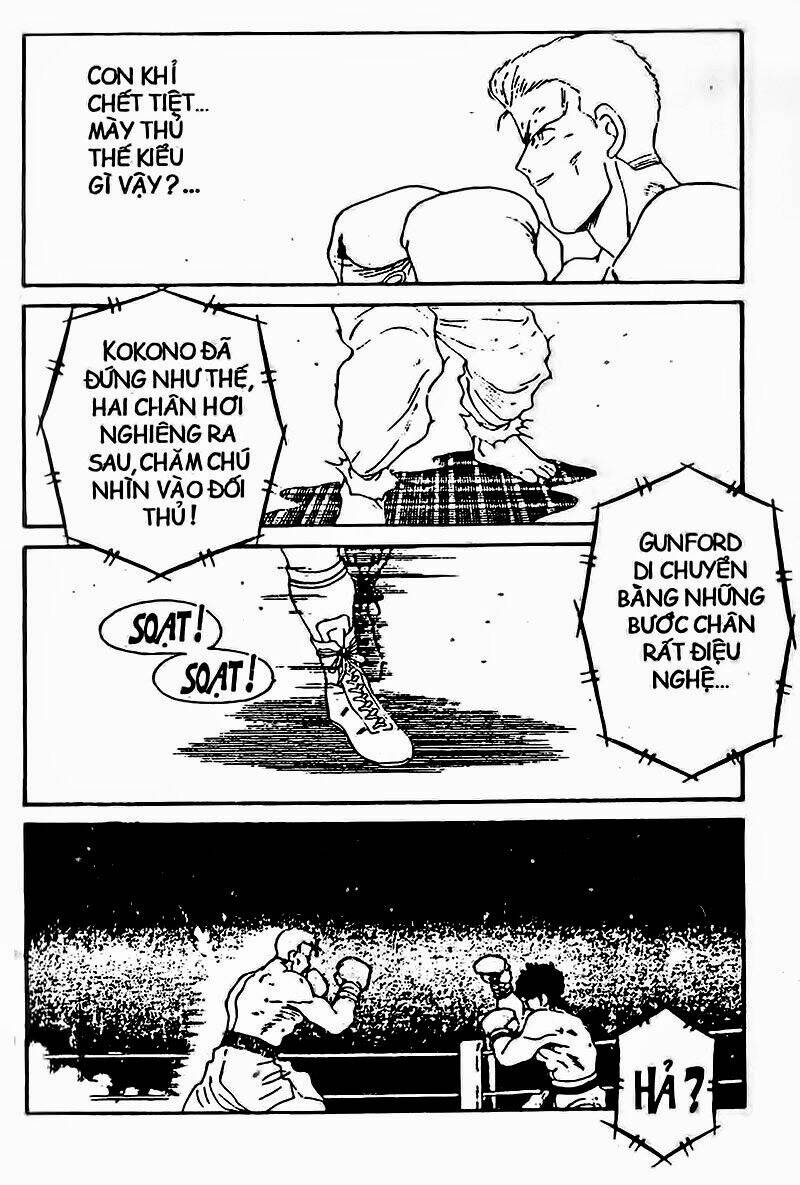 CON KHỈ
CHẾT TIỆT...
MÀY THỦ
THẾ KIỂU
GÌ VẬY?...
KOKONO ĐÃ
ĐỨNG NHƯ THẾ,
HAI CHÂN HƠI
NGHIÊNG RA
SAU, CHĂM CHÚ
NHÌN VÀO ĐỐI
THỦ!
GUNFORD
DI CHUYỂN
BẰNG NHỮNG
BƯỚC CHÂN
RẤT ĐIỆU
NGHỆ...
SOẠT!
SOẠT!
HẢ?